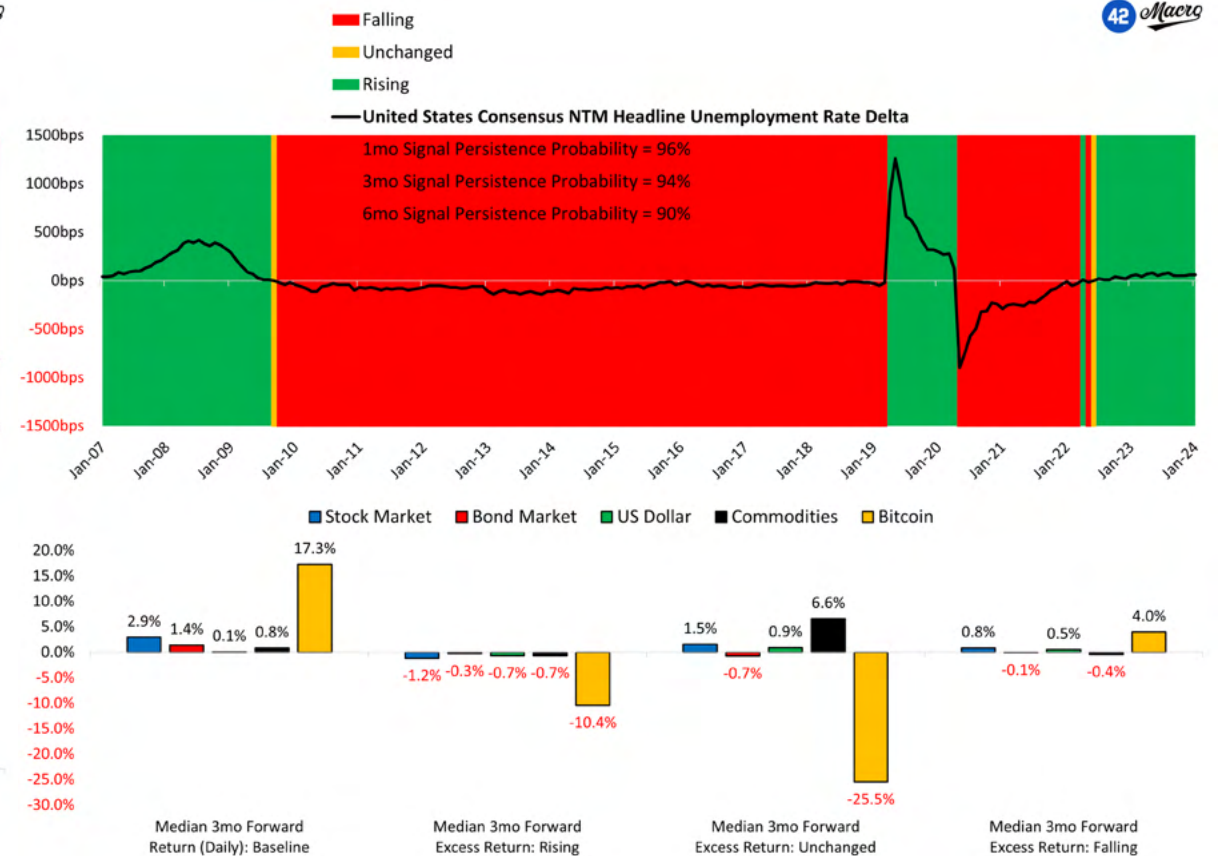 Falling
42 Macro
Unchanged
Rising
United States Consensus NTM Headline Unemployment Rate Delta
1500bps
1mo Signal Persistence Probability = 96%
1000bps
3mo Signal Persistence Probability = 94%
6mo Signal Persistence Probability = 90%
500bps
0bps
-500bps
-1000bps
-1500bps
Jan-07 Jan-08 Jan-09 Jan-10 Jan-11 Jan-12 Jan-13 Jan-14 Jan-15 Jan-16 Jan-17 Jan-18 Jan-19 Jan-20 Jan-21 Jan-22 Jan-23 Jan-24
Stock Market Bond Market US Dollar Commodities Bitcoin
20.0%
15.0%
10.0%
5.0%
0.0%
-5.0%
-10.0%
-15.0%
-20.0%
-25.0%
-30.0%
2.9% 1.4% 0.1% 0.8% 17.3%
-1.2% -0.3% -0.7% -0.7% -10.4%
1.5% -0.7% 0.9% 6.6% -25.5%
0.8% -0.1% 0.5% -0.4% 4.0%
Median 3mo Forward
Return (Daily): Baseline
Median 3mo Forward
Excess Return: Rising
Median 3mo Forward
Excess Return: Unchanged
Median 3mo Forward
Excess Return: Falling